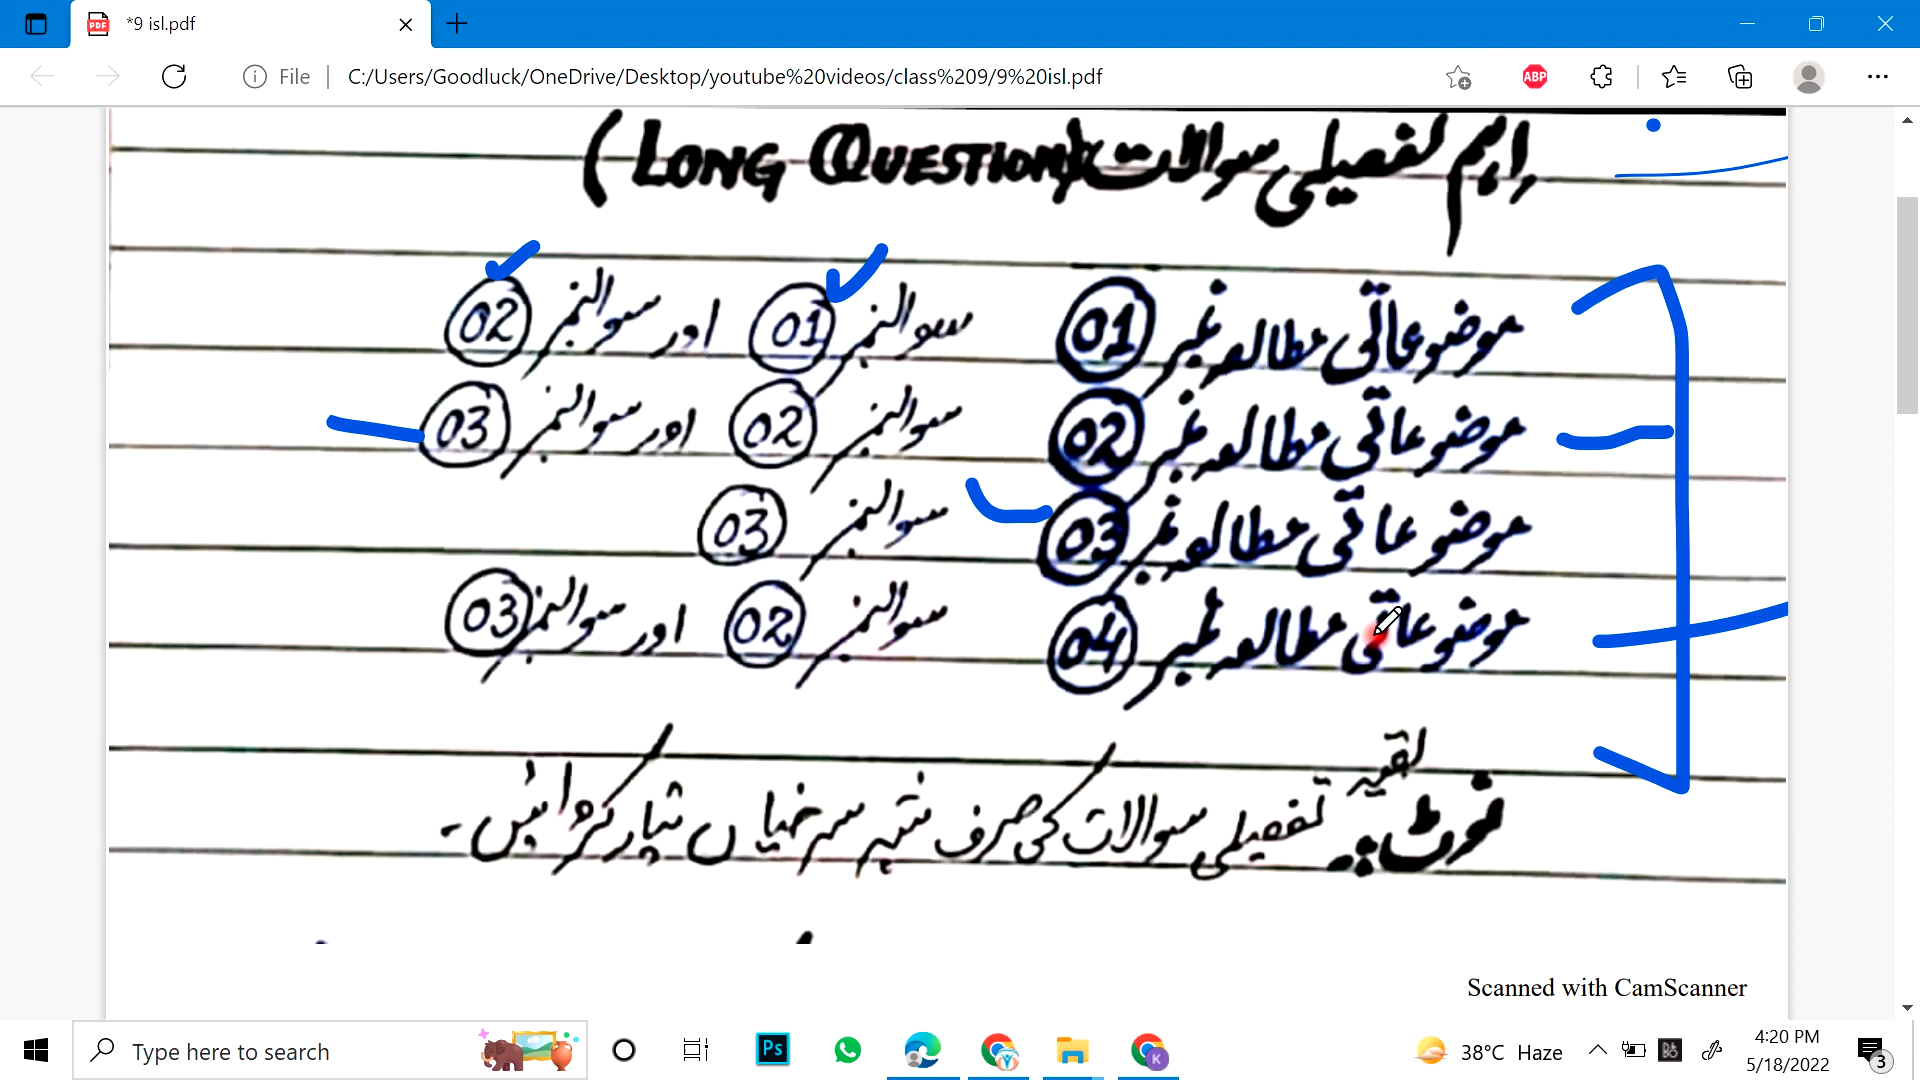 *9 isl.pdf
File
C:/Users/Goodluck/OneDrive/Desktop/youtube%20videos/class%209/9%20isl.pdf
ABP
اہم تفصیلی سوالات (LONG QUESTION)
موضوعاتی مطالعہ نمبر 01 سوال نمبر 01 اور سوال نمبر 02
موضوعاتی مطالعہ نمبر 02 سوال نمبر 02 اور سوال نمبر 03
موضوعاتی مطالعہ نمبر 03 سوال نمبر 03
موضوعاتی مطالعہ نمبر 04 سوال نمبر 02 اور سوال نمبر 03
بقیہ
نوٹ:۔ تفصیلی سوالات کی صرف شہ سرخیاں تیار کروائیں۔
Scanned with CamScanner
Type here to search
Ps
K
38°C Haze
4:20 PM
5/18/2022
3